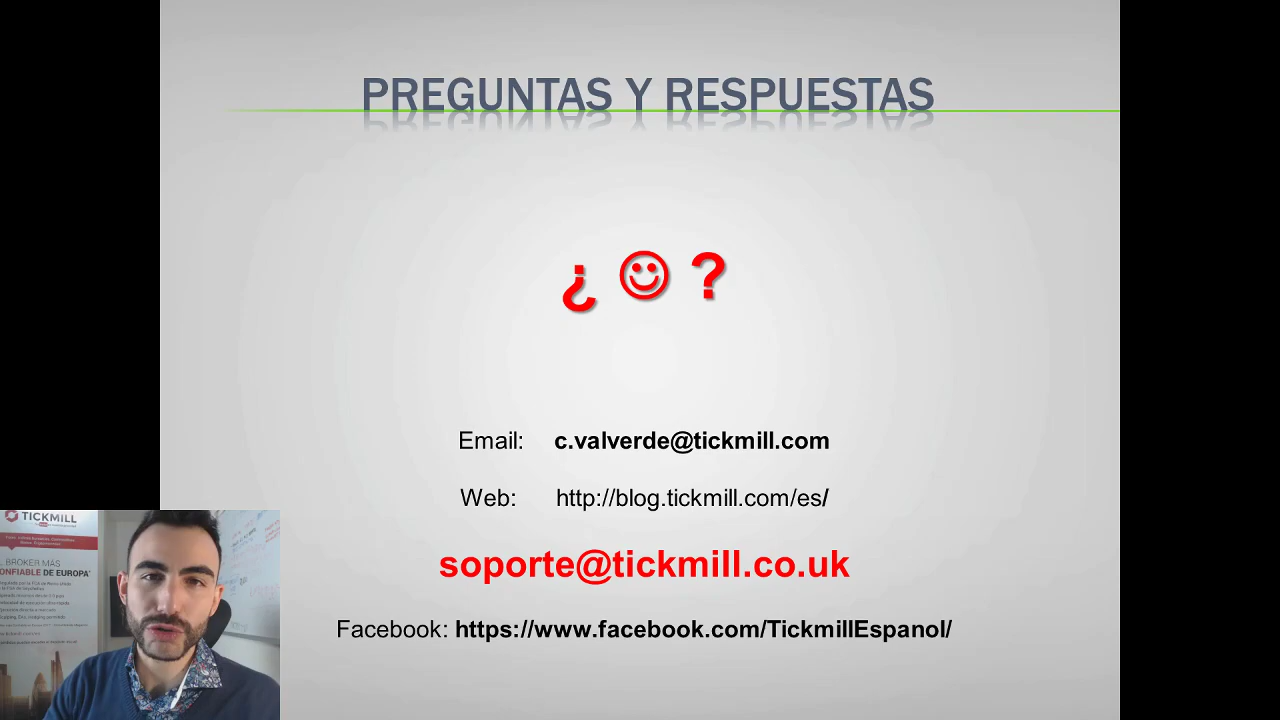 PREGUNTAS Y RESPUESTAS
¿ ☺ ?
Email: c.valverde@tickmill.com
Web: http://blog.tickmill.com/es/
soporte@tickmill.co.uk
Facebook: https://www.facebook.com/TickmillEspanol/
TICKMILL
BROKER MÁS
CONFIABLE DE EUROPA